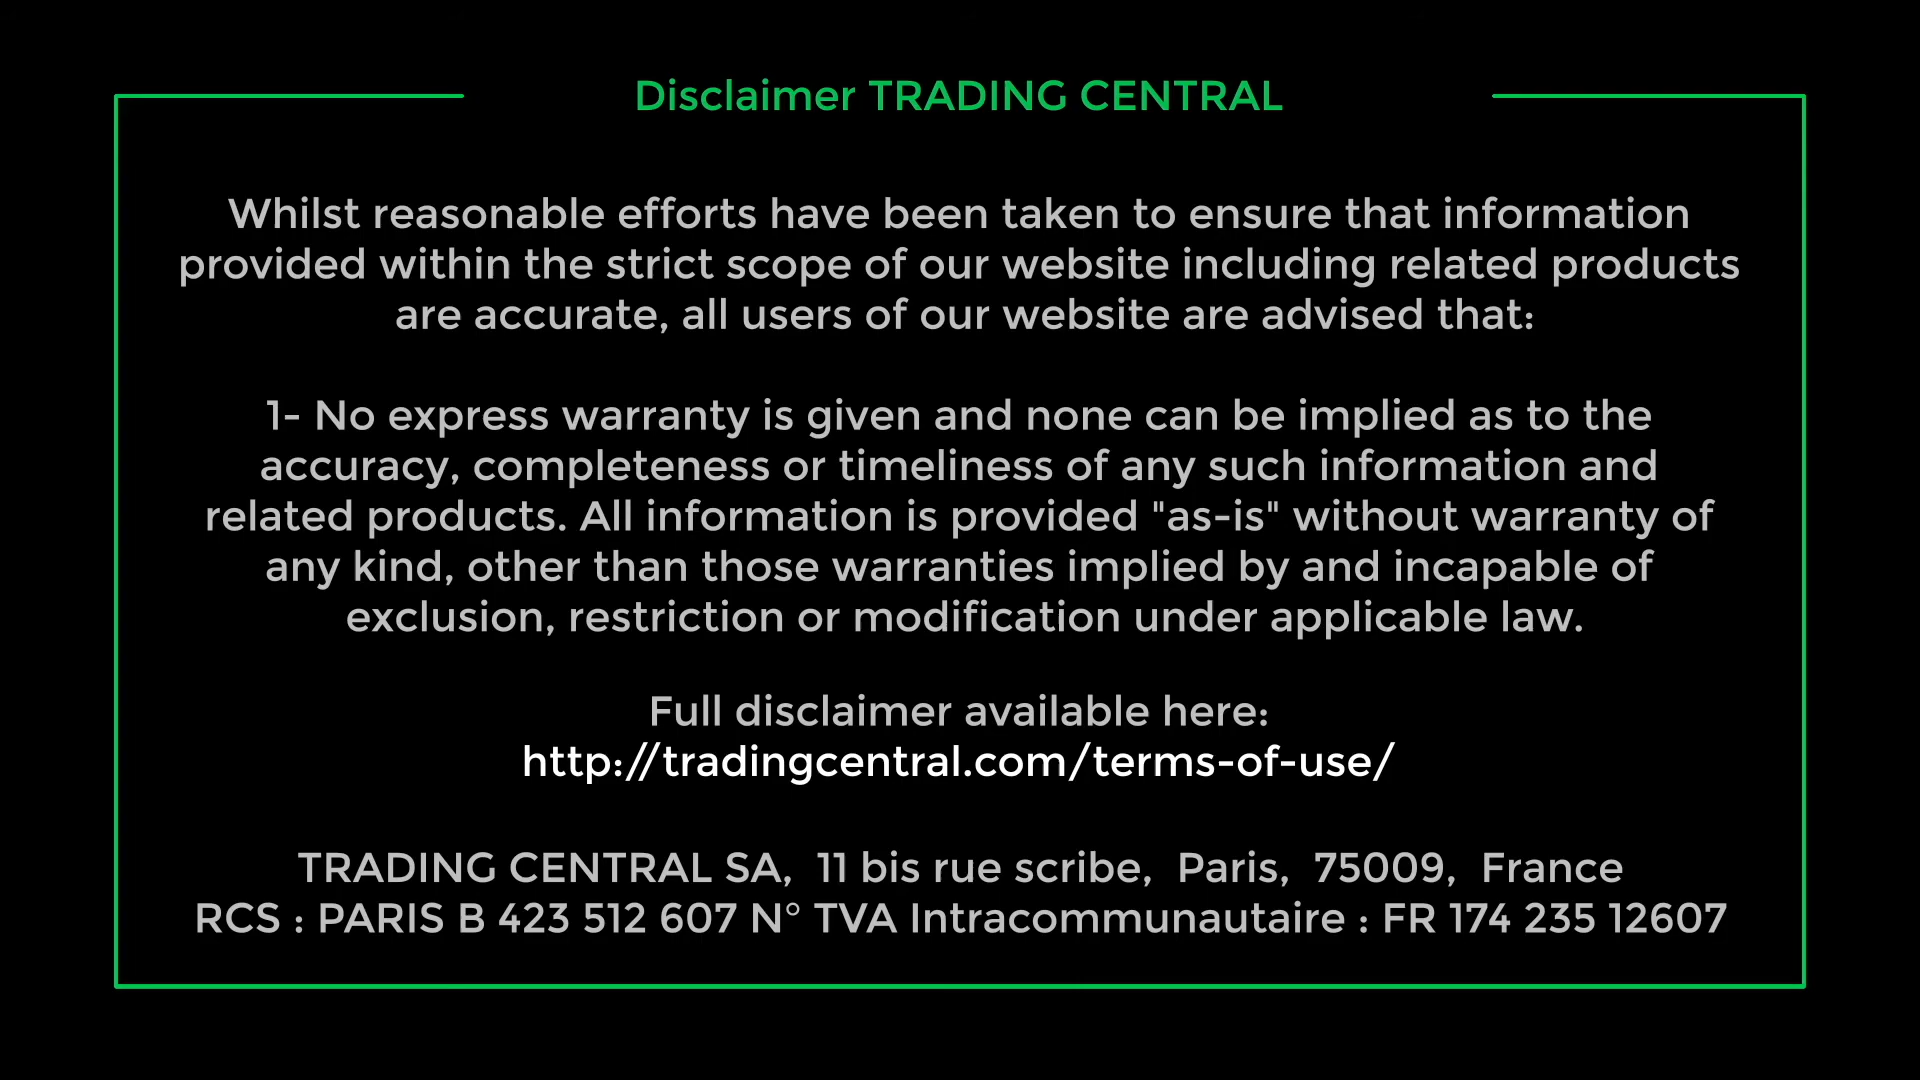 Disclaimer TRADING CENTRAL
Whilst reasonable efforts have been taken to ensure that information
provided within the strict scope of our website including related products
are accurate, all users of our website are advised that:
1- No express warranty is given and none can be implied as to the
accuracy, completeness or timeliness of any such information and
related products. All information is provided "as-is" without warranty of
any kind, other than those warranties implied by and incapable of
exclusion, restriction or modification under applicable law.
Full disclaimer available here:
http://tradingcentral.com/terms-of-use/
TRADING CENTRAL SA,  11 bis rue scribe,  Paris,  75009,  France
RCS : PARIS B 423 512 607 N° TVA Intracommunautaire : FR 174 235 12607